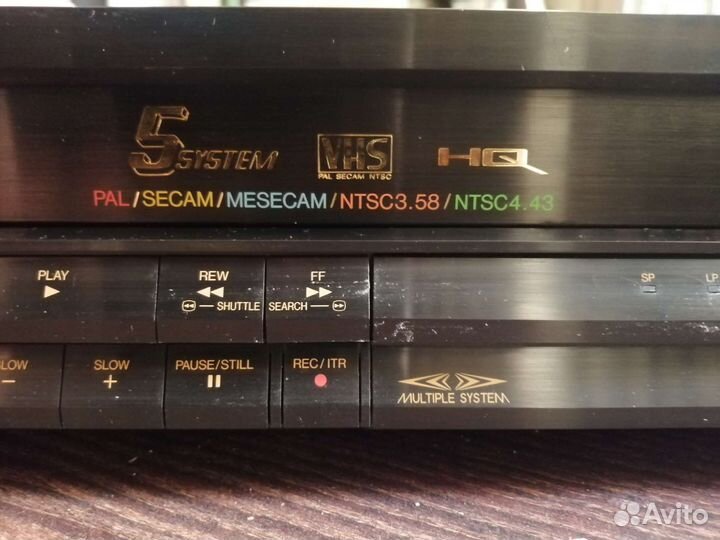 5 SYSTEM VHS HQ
PAL SECAM NTSC
PAL/SECAM/MESECAM/NTSC3.58/NTSC4.43
PLAY REW FF SP LP
SHUTTLE SEARCH
SLOW SLOW PAUSE/STILL REC/ITR
- +
MULTIPLE SYSTEM
Avito